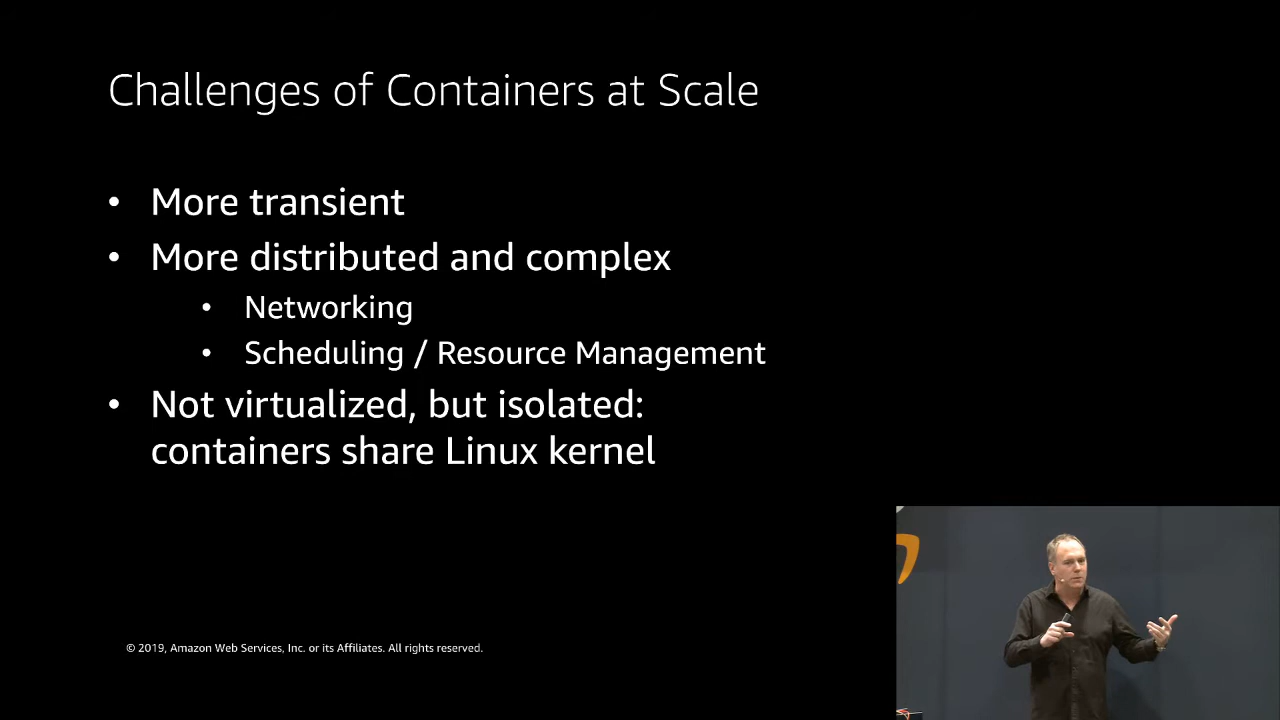 Challenges of Containers at Scale
• More transient
• More distributed and complex
• Networking
• Scheduling / Resource Management
• Not virtualized, but isolated:
containers share Linux kernel
© 2019, Amazon Web Services, Inc. or its Affiliates. All rights reserved.